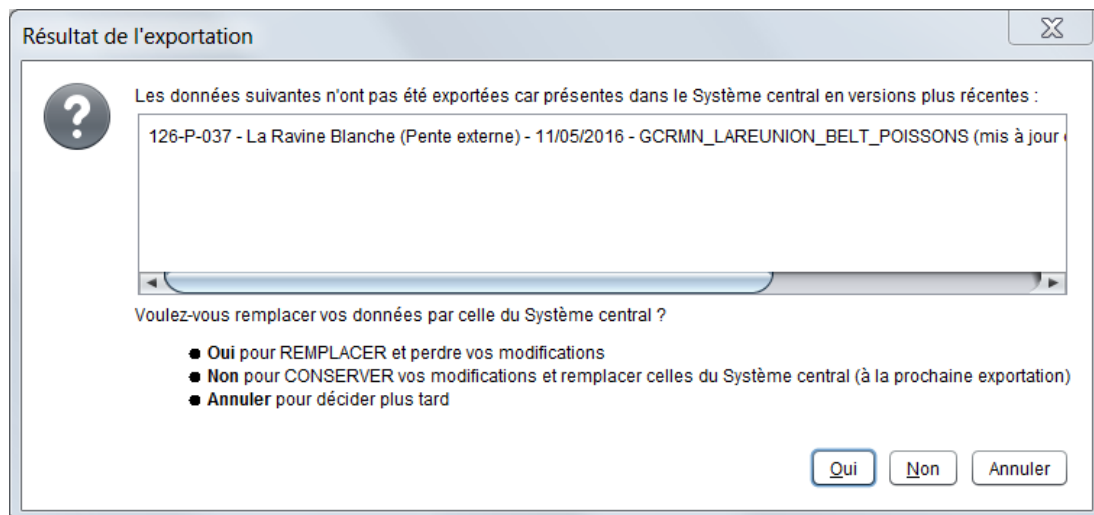 Résultat de l'exportation
Les données suivantes n'ont pas été exportées car présentes dans le Système central en versions plus récentes :
126-P-037 - La Ravine Blanche (Pente externe) - 11/05/2016 - GCRMN_LAREUNION_BELT_POISSONS (mis à jour
Voulez-vous remplacer vos données par celle du Système central ?
● Oui pour REMPLACER et perdre vos modifications
● Non pour CONSERVER vos modifications et remplacer celles du Système central (à la prochaine exportation)
● Annuler pour décider plus tard
Oui Non Annuler